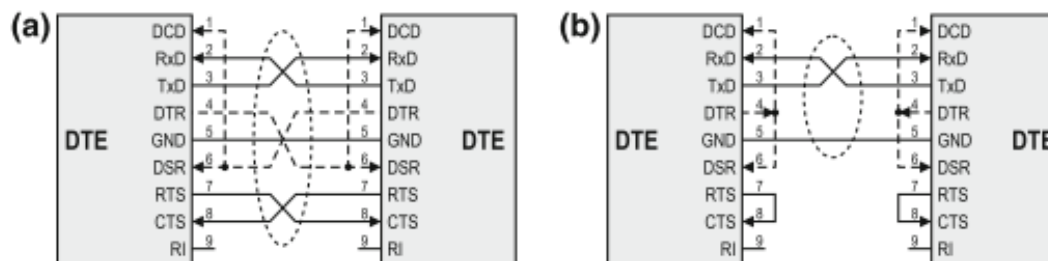 (a) DCD 1 1 DCD (b) DCD 1 1 DCD
RxD 2 2 RxD RxD 2 2 RxD
TxD 3 3 TxD TxD 3 3 TxD
DTR 4 4 DTR DTR 4 4 DTR
DTE GND 5 5 GND DTE DTE GND 5 5 GND DTE
DSR 6 6 DSR DSR 6 6 DSR
RTS 7 7 RTS RTS 7 7 RTS
CTS 8 8 CTS CTS 8 8 CTS
RI 9 9 RI RI 9 9 RI